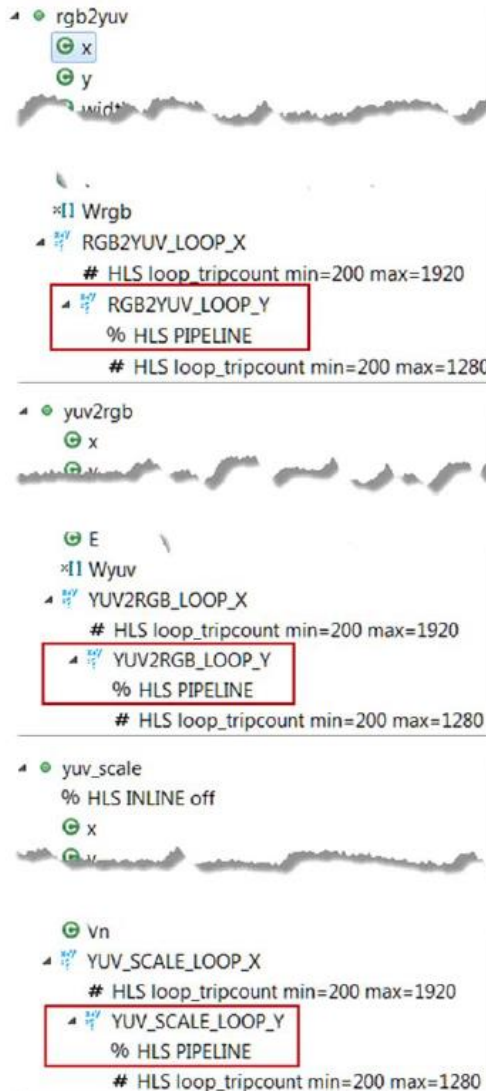 rgb2yuv
x
y
Wrgb
RGB2YUV_LOOP_X
# HLS loop_tripcount min=200 max=1920
RGB2YUV_LOOP_Y
% HLS PIPELINE
# HLS loop_tripcount min=200 max=1280
yuv2rgb
x
E
×[] Wyuv
YUV2RGB_LOOP_X
# HLS loop_tripcount min=200 max=1920
YUV2RGB_LOOP_Y
% HLS PIPELINE
# HLS loop_tripcount min=200 max=1280
yuv_scale
% HLS INLINE off
x
Vn
YUV_SCALE_LOOP_X
# HLS loop_tripcount min=200 max=1920
YUV_SCALE_LOOP_Y
% HLS PIPELINE
# HLS loop_tripcount min=200 max=1280